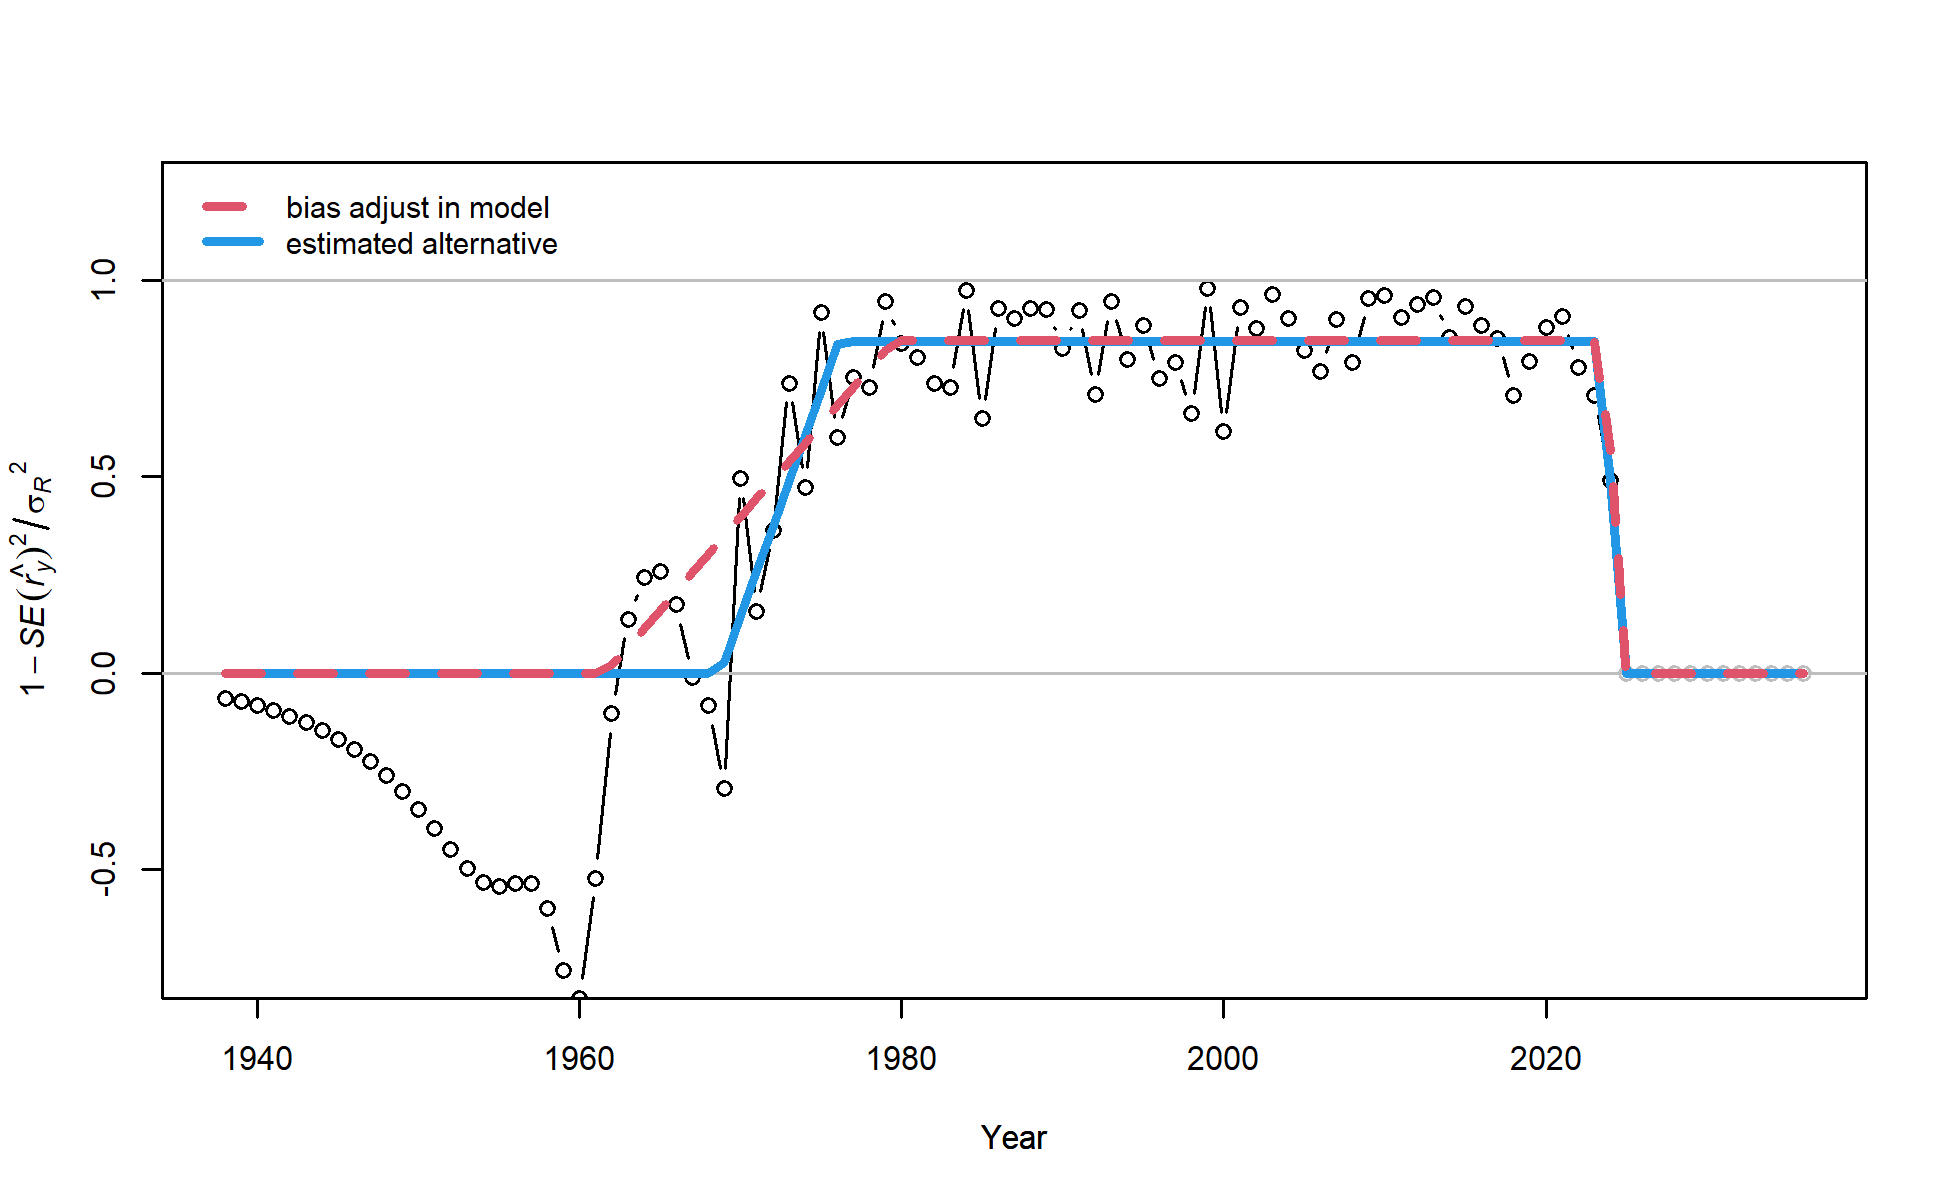 bias adjust in model
estimated alternative
1 − SE(r̂y)² / σR²
1.0
0.5
0.0
-0.5
1940 1960 1980 2000 2020
Year